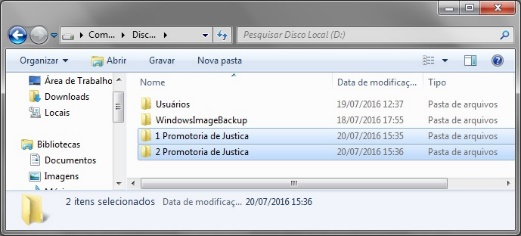 Com... Disc... Pesquisar Disco Local (D:)
Organizar Abrir Gravar Nova pasta
Nome Data de modificaç... Tipo
Área de Trabalho
Downloads
Locais
Bibliotecas
Documentos
Imagens
Usuários 19/07/2016 12:37 Pasta de arquivos
WindowsImageBackup 18/07/2016 17:55 Pasta de arquivos
1 Promotoria de Justica 20/07/2016 15:35 Pasta de arquivos
2 Promotoria de Justica 20/07/2016 15:36 Pasta de arquivos
2 itens selecionados Data de modificaç... 20/07/2016 15:36